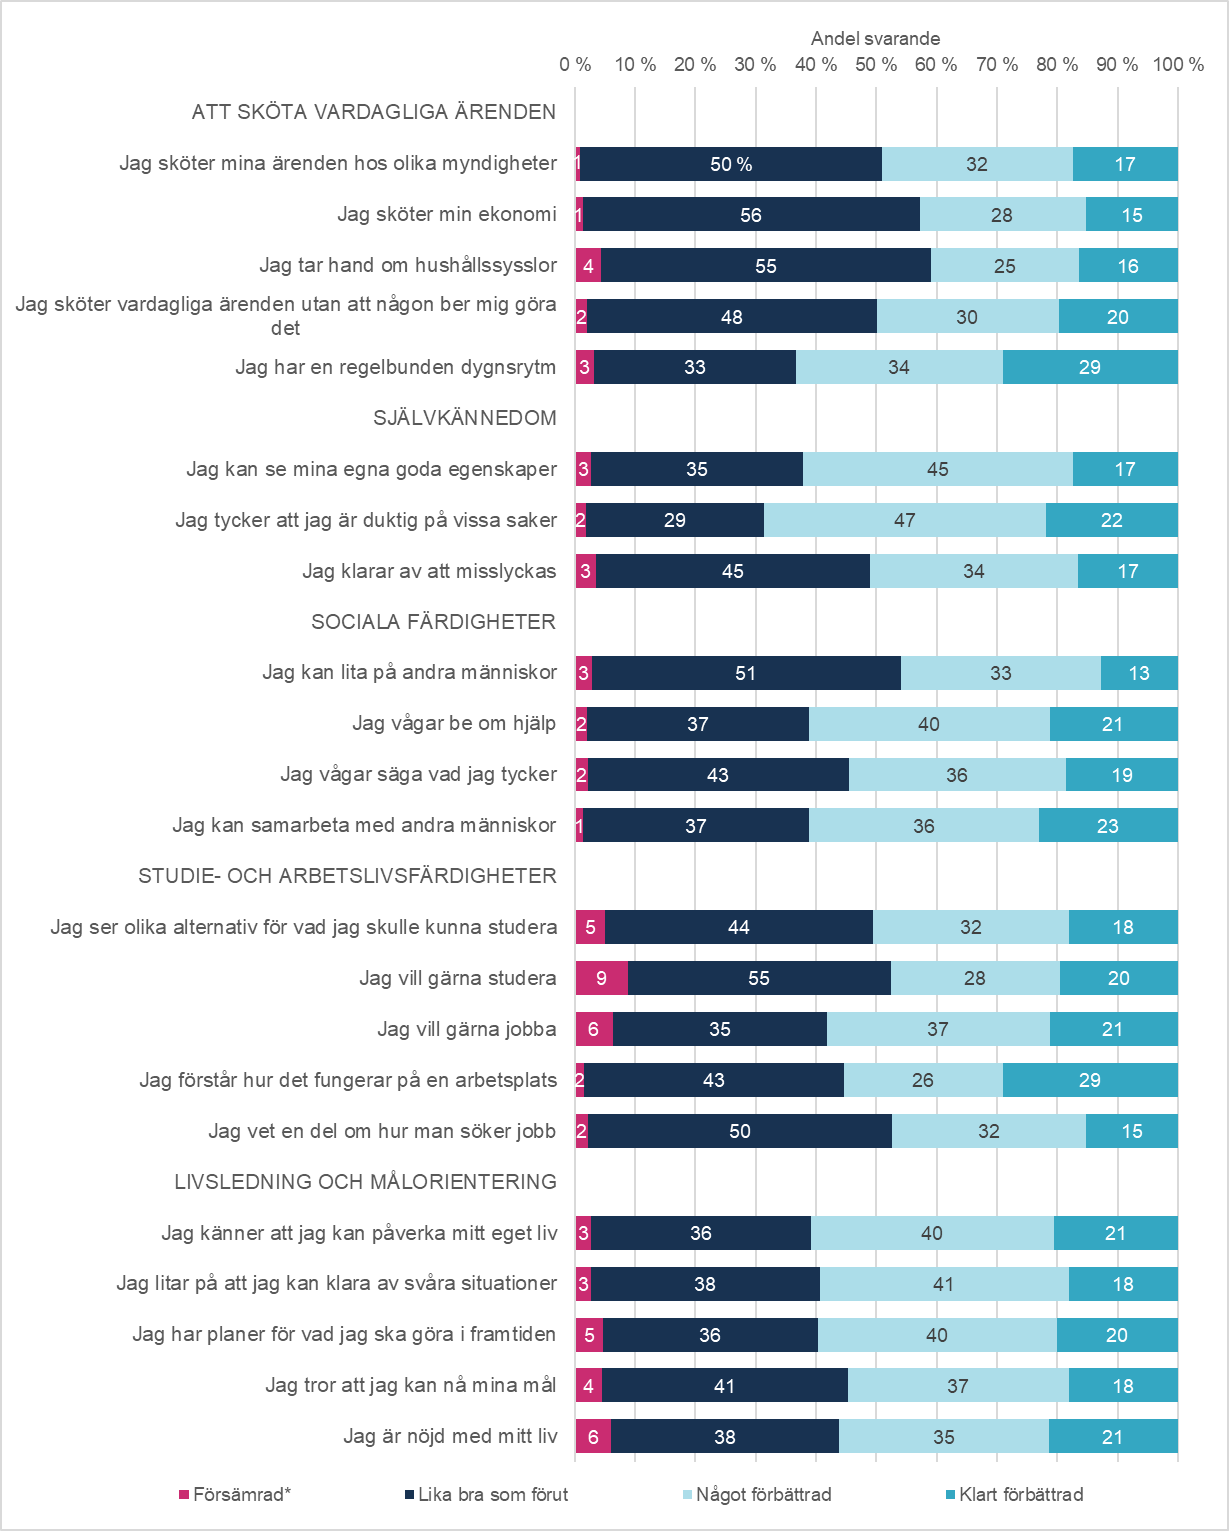 Andel svarande
0 % 10 % 20 % 30 % 40 % 50 % 60 % 70 % 80 % 90 % 100 %
ATT SKÖTA VARDAGLIGA ÄRENDEN
Jag sköter mina ärenden hos olika myndigheter 1 50 % 32 17
Jag sköter min ekonomi 1 56 28 15
Jag tar hand om hushållssysslor 4 55 25 16
Jag sköter vardagliga ärenden utan att någon ber mig göra
det 2 48 30 20
Jag har en regelbunden dygnsrytm 3 33 34 29
SJÄLVKÄNNEDOM
Jag kan se mina egna goda egenskaper 3 35 45 17
Jag tycker att jag är duktig på vissa saker 2 29 47 22
Jag klarar av att misslyckas 3 45 34 17
SOCIALA FÄRDIGHETER
Jag kan lita på andra människor 3 51 33 13
Jag vågar be om hjälp 2 37 40 21
Jag vågar säga vad jag tycker 2 43 36 19
Jag kan samarbeta med andra människor 1 37 36 23
STUDIE- OCH ARBETSLIVSFÄRDIGHETER
Jag ser olika alternativ för vad jag skulle kunna studera 5 44 32 18
Jag vill gärna studera 9 55 28 20
Jag vill gärna jobba 6 35 37 21
Jag förstår hur det fungerar på en arbetsplats 2 43 26 29
Jag vet en del om hur man söker jobb 2 50 32 15
LIVSLEDNING OCH MÅLORIENTERING
Jag känner att jag kan påverka mitt eget liv 3 36 40 21
Jag litar på att jag kan klara av svåra situationer 3 38 41 18
Jag har planer för vad jag ska göra i framtiden 5 36 40 20
Jag tror att jag kan nå mina mål 4 41 37 18
Jag är nöjd med mitt liv 6 38 35 21
Försämrad* Lika bra som förut Något förbättrad Klart förbättrad